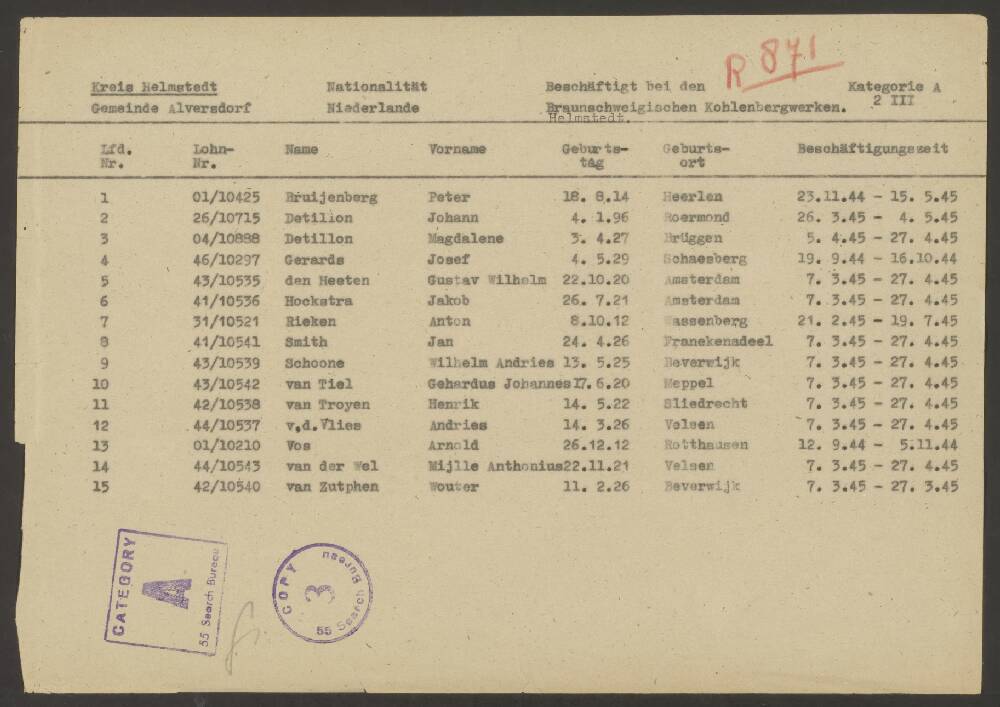 R 871
Kreis Helmstedt Nationalität Beschäftigt bei den Kategorie A
Gemeinde Alversdorf Niederlande Braunschweigischen Kohlenbergwerken. 2 III
Helmstedt.
Lfd. Lohn- Name Vorname Geburts- Geburts- Beschäftigungszeit
Nr. Nr. tag ort
1 01/10425 Bruijenberg Peter 18. 8.14 Heerlen 23.11.44 - 15. 5.45
2 26/10715 Detillon Johann 4. 1.96 Roermond 26. 3.45 - 4. 5.45
3 04/10888 Detillon Magdalene 3. 4.27 Brüggen 5. 4.45 - 27. 4.45
4 46/10297 Gerards Josef 4. 5.29 Schaesberg 19. 9.44 - 16.10.44
5 43/10535 den Heeten Gustav Wilhelm 22.10.20 Amsterdam 7. 3.45 - 27. 4.45
6 41/10536 Hockstra Jakob 26. 7.21 Amsterdam 7. 3.45 - 27. 4.45
7 31/10521 Rieken Anton 8.10.12 Wassenberg 21. 2.45 - 19. 7.45
8 41/10541 Smith Jan 24. 4.26 Franekenadeel 7. 3.45 - 27. 4.45
9 43/10539 Schoone Wilhelm Andries 13. 5.25 Beverwijk 7. 3.45 - 27. 4.45
10 43/10542 van Tiel Gehardus Johannes 17. 6.20 Meppel 7. 3.45 - 27. 4.45
11 42/10538 van Troyen Henrik 14. 5.22 Sliedrecht 7. 3.45 - 27. 4.45
12 44/10537 v.d.Vlies Andries 14. 3.26 Velsen 7. 3.45 - 27. 4.45
13 01/10210 Vos Arnold 26.12.12 Rotthausen 12. 9.44 - 5.11.44
14 44/10543 van der Wel Mijlle Anthonius 22.11.21 Velsen 7. 3.45 - 27. 4.45
15 42/10540 van Zutphen Wouter 11. 2.26 Beverwijk 7. 3.45 - 27. 3.45
CATEGORY
A
55 Search Bureau
COPY
3
55 Search Bureau